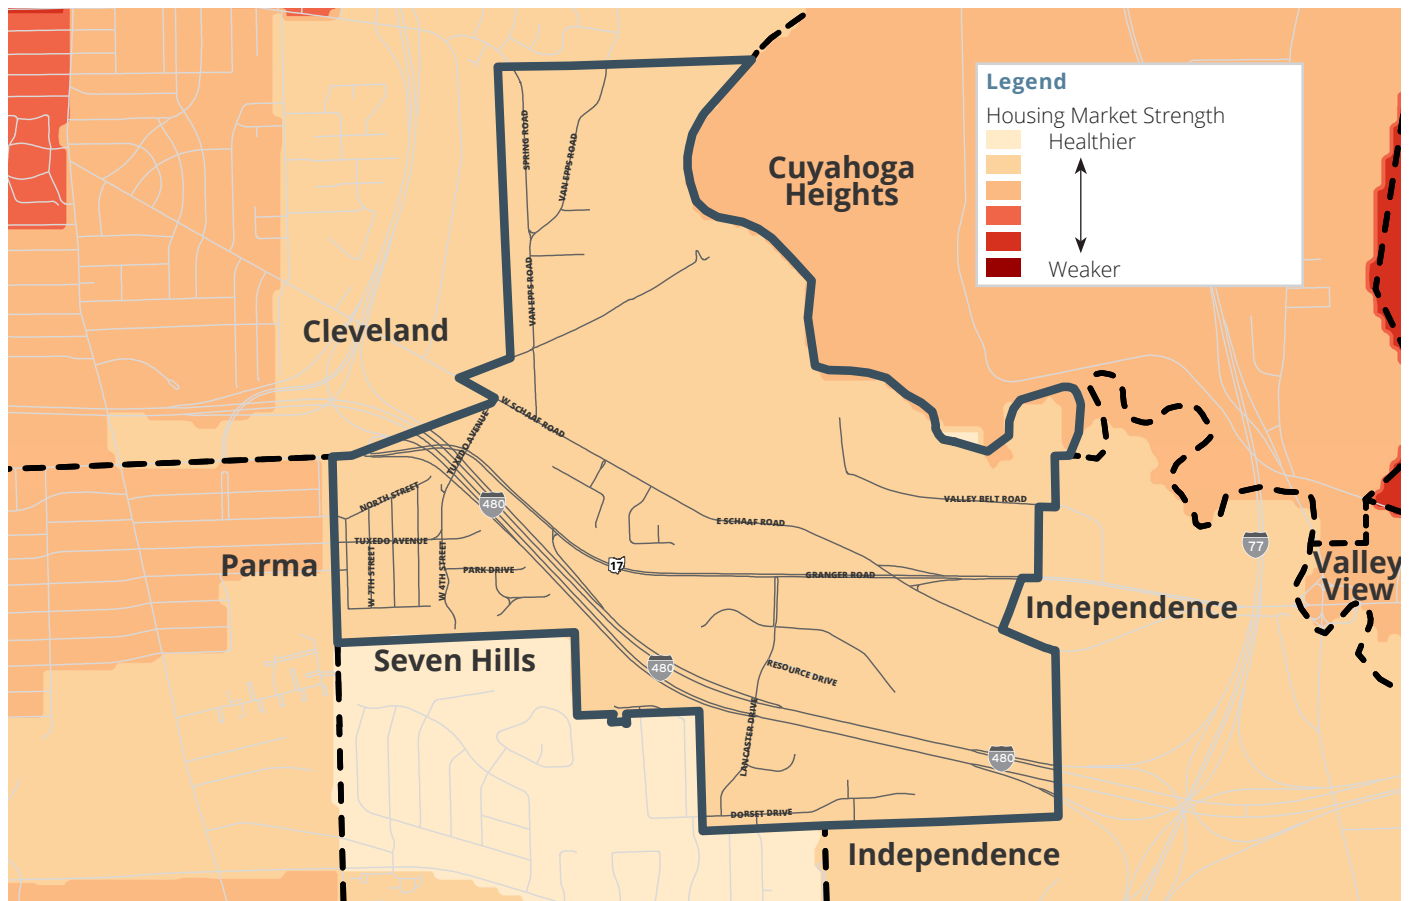 Legend
Housing Market Strength
Healthier
Weaker
Cuyahoga
Heights
SPRING ROAD
VAN EPPS ROAD
VAN EPPS ROAD
Cleveland
W SCHAAF ROAD
TUXEDO AVENUE
NORTH STREET
480
VALLEY BELT ROAD
E SCHAAF ROAD
TUXEDO AVENUE
77
Parma
W 7TH STREET
W 4TH STREET
PARK DRIVE
17
GRANGER ROAD
Valley
View
Independence
Seven Hills
480
RESOURCE DRIVE
LANCASTER DRIVE
480
DORSET DRIVE
Independence